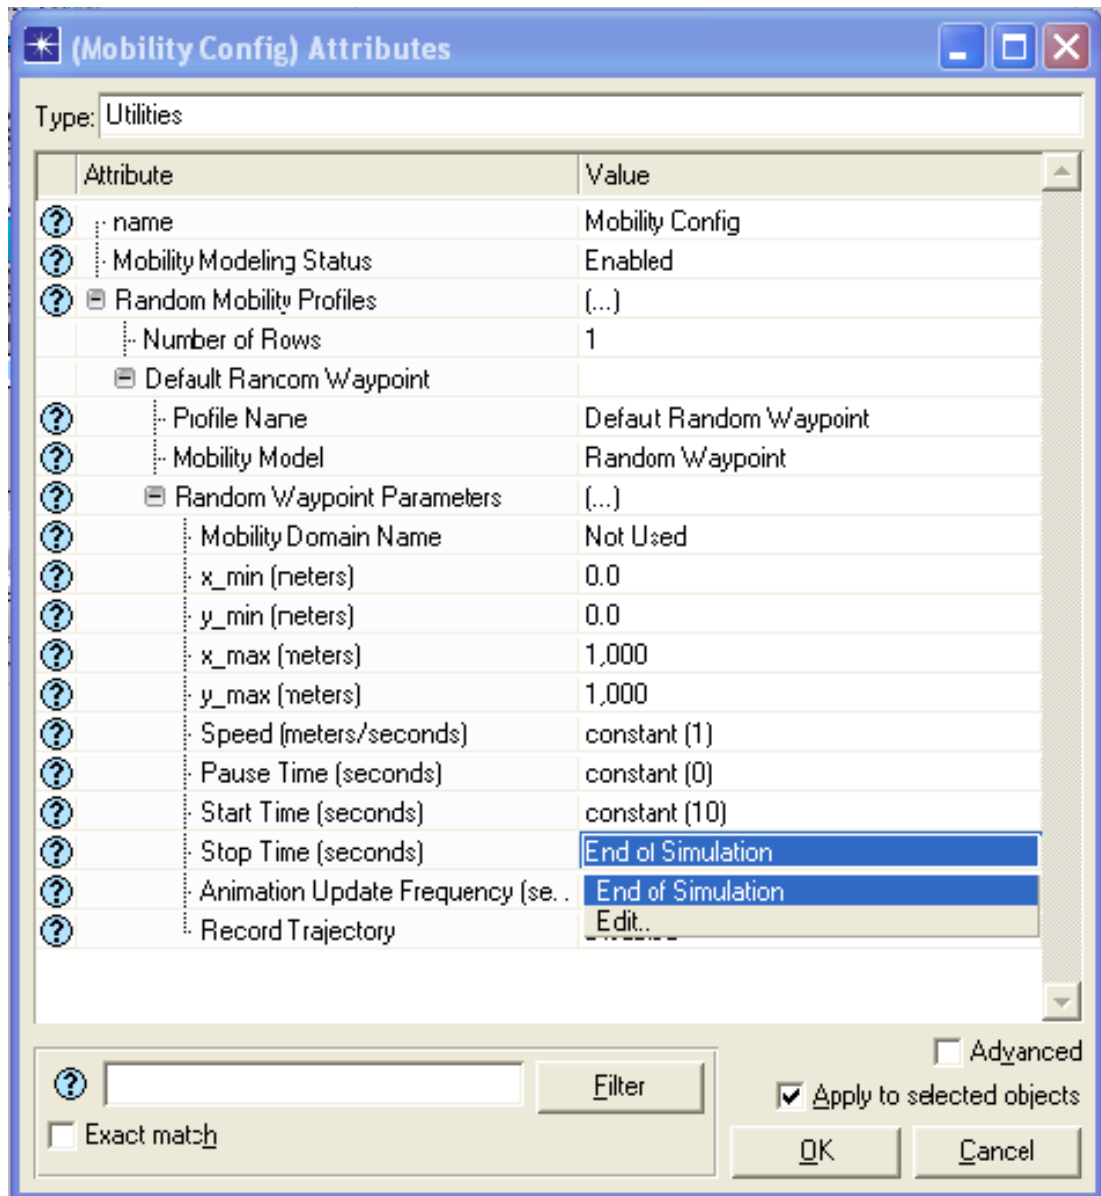 (Mobility Config) Attributes
Type: Utilities
Attribute Value
name Mobility Config
Mobility Modeling Status Enabled
Random Mobility Profiles (...)
Number of Rows 1
Default Rancom Waypoint
Profile Name Defaut Random Waypoint
Mobility Model Random Waypoint
Random Waypoint Parameters (...)
Mobility Domain Name Not Used
x_min (meters) 0.0
y_min (meters) 0.0
x_max (meters) 1,000
y_max (meters) 1,000
Speed (meters/seconds) constant (1)
Pause Time (seconds) constant (0)
Start Time (seconds) constant (10)
Stop Time (seconds) End of Simulation
Animation Update Frequency (se... End of Simulation
Record Trajectory Edit..
Advanced
Filter
Apply to selected objects
Exact match
OK Cancel